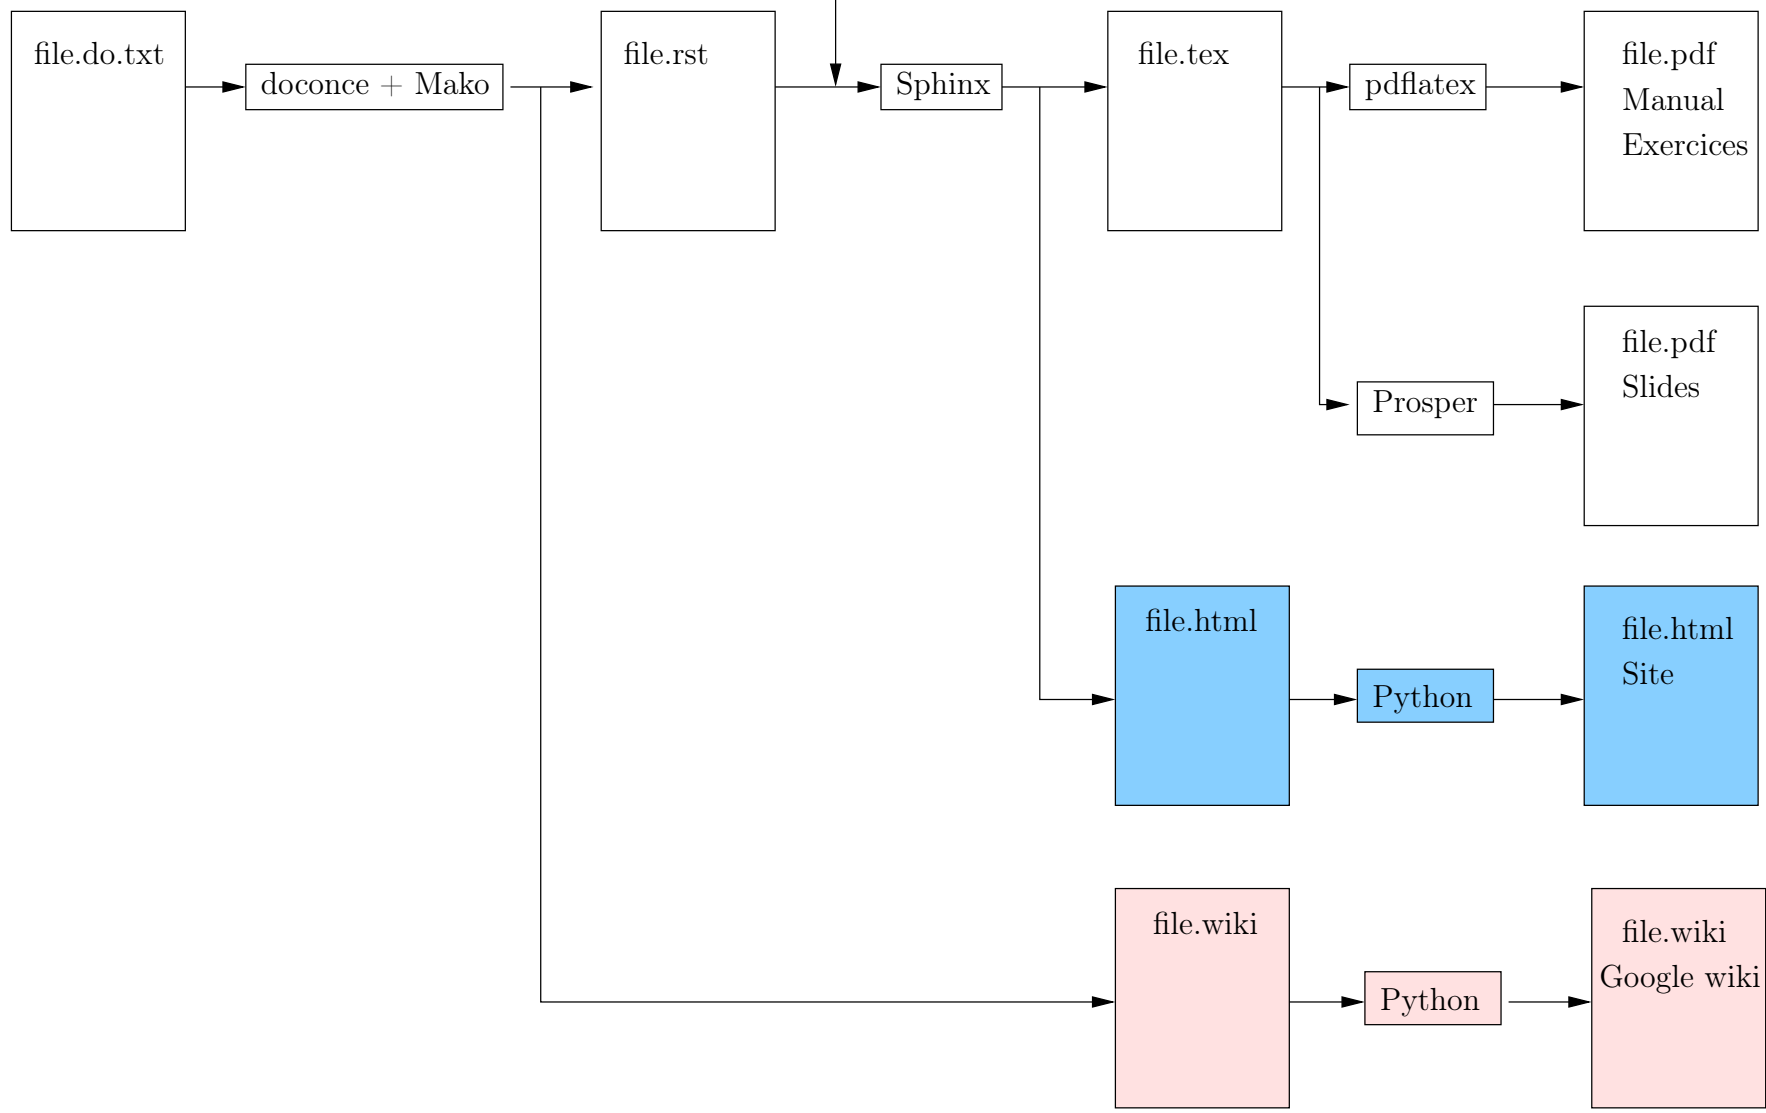 file.do.txt
doconce + Mako
file.rst
Sphinx
file.tex
pdflatex
file.pdf
Manual
Exercices
Prosper
file.pdf
Slides
file.html
Python
file.html
Site
file.wiki
Python
file.wiki
Google wiki